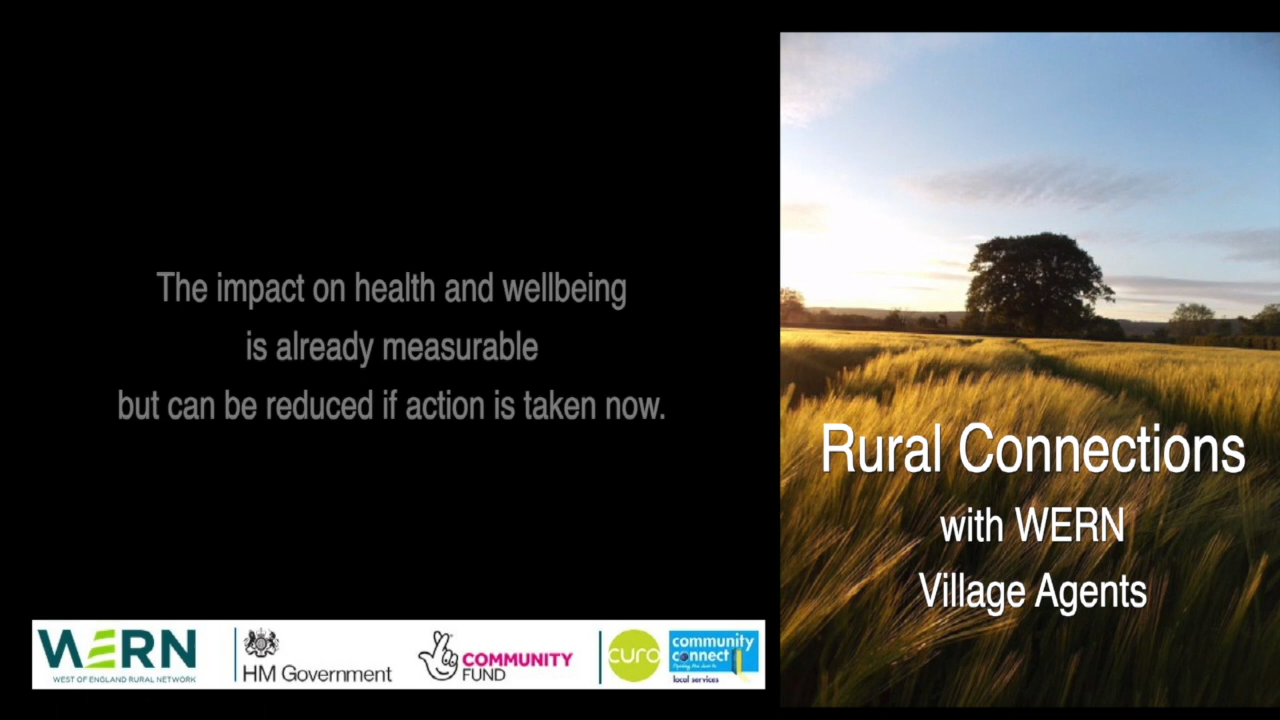 The impact on health and wellbeing
is already measurable
but can be reduced if action is taken now.
Rural Connections
with WERN
Village Agents
WERN
WEST OF ENGLAND RURAL NETWORK
HM Government
COMMUNITY
FUND
curo
community
connect
local services